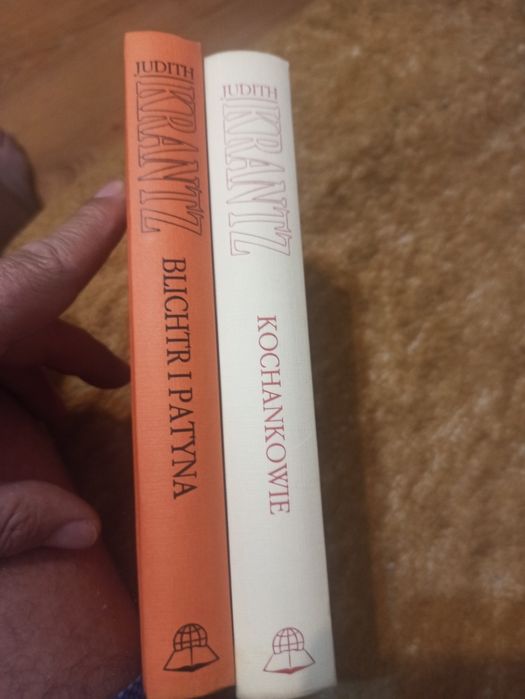 JUDITH
KRANTZ
BLICHTR I PATYNA
JUDITH
KRANTZ
KOCHANKOWIE